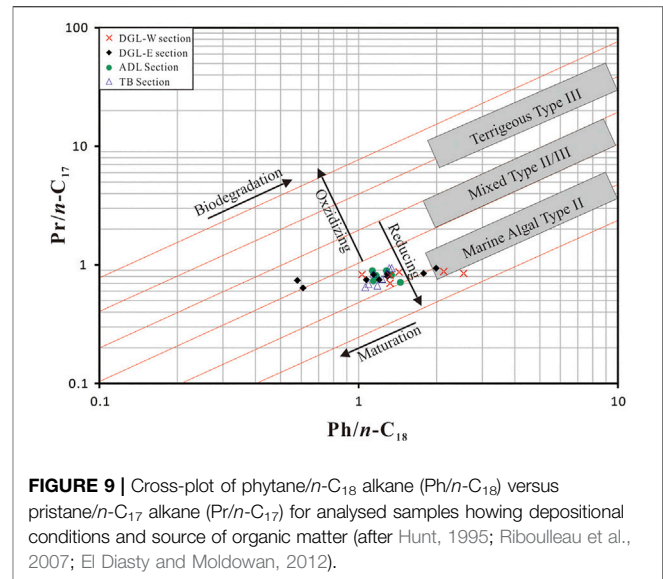 DGL-W section
DGL-E section
ADL Section
TB Section
100
10
1
0.1
Pr/n-C17
Terrigeous Type III
Mixed Type II/III
Marine Algal Type II
Biodegradation
Oxzidizing
Reducing
Maturation
0.1
1
10
Ph/n-C18
FIGURE 9 | Cross-plot of phytane/n-C18 alkane (Ph/n-C18) versus
pristane/n-C17 alkane (Pr/n-C17) for analysed samples howing depositional
conditions and source of organic matter (after Hunt, 1995; Riboulleau et al.,
2007; El Diasty and Moldowan, 2012).